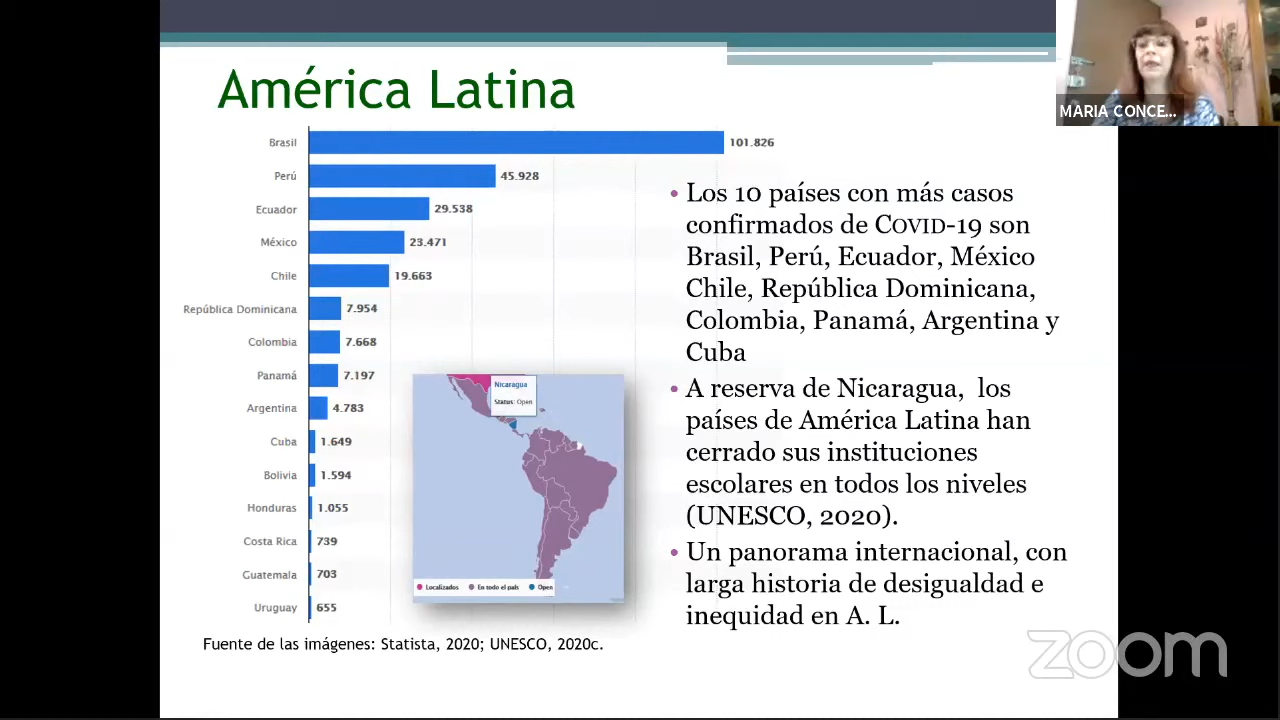 América Latina
MARIA CONCE...
Brasil 101.826
Perú 45.928
Ecuador 29.538
México 23.471
Chile 19.663
República Dominicana 7.954
Colombia 7.668
Panamá 7.197
Argentina 4.783
Cuba 1.649
Bolivia 1.594
Honduras 1.055
Costa Rica 739
Guatemala 703
Uruguay 655
Nicaragua
Status: Open
Localizados En todo el país Open
Fuente de las imágenes: Statista, 2020; UNESCO, 2020c.
• Los 10 países con más casos
confirmados de COVID-19 son
Brasil, Perú, Ecuador, México
Chile, República Dominicana,
Colombia, Panamá, Argentina y
Cuba
• A reserva de Nicaragua, los
países de América Latina han
cerrado sus instituciones
escolares en todos los niveles
(UNESCO, 2020).
• Un panorama internacional, con
larga historia de desigualdad e
inequidad en A. L.
zoom